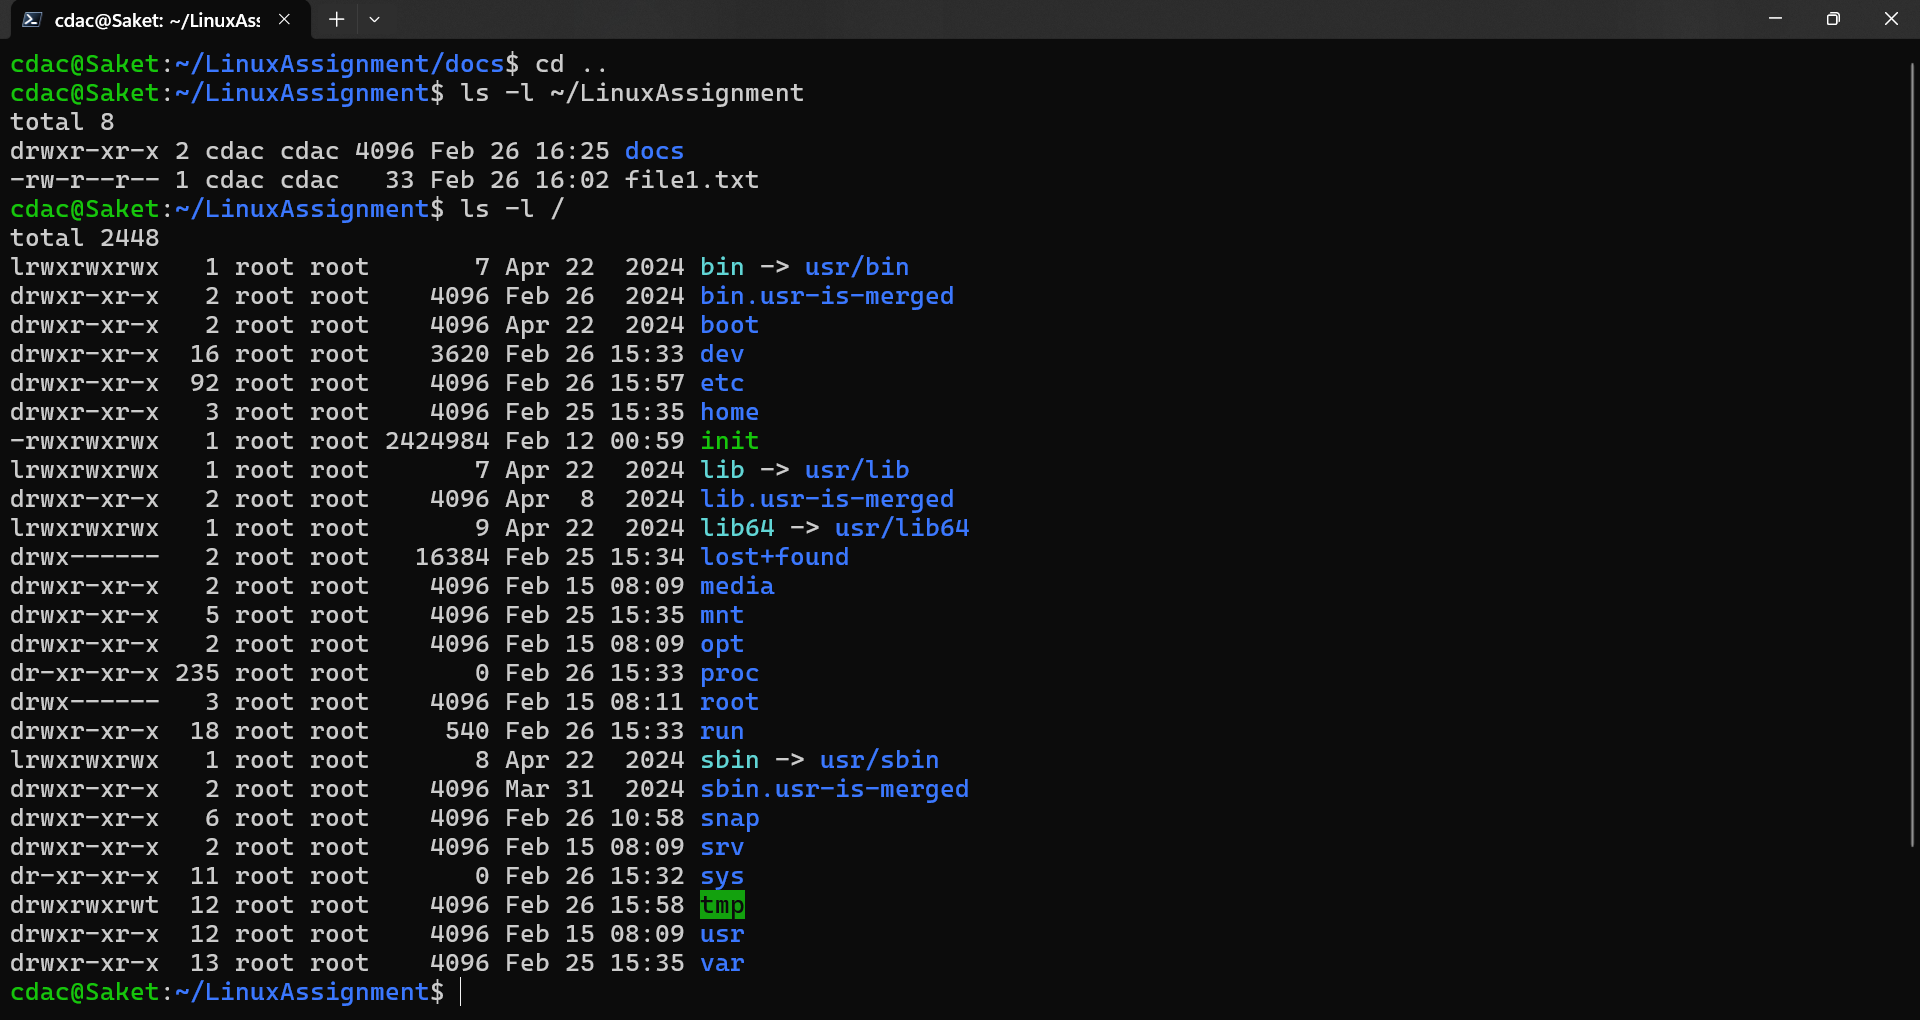 cdac@Saket: ~/LinuxAss
cdac@Saket:~/LinuxAssignment/docs$ cd ..
cdac@Saket:~/LinuxAssignment$ ls -l ~/LinuxAssignment
total 8
drwxr-xr-x 2 cdac cdac 4096 Feb 26 16:25 docs
-rw-r--r-- 1 cdac cdac   33 Feb 26 16:02 file1.txt
cdac@Saket:~/LinuxAssignment$ ls -l /
total 2448
lrwxrwxrwx   1 root root       7 Apr 22  2024 bin -> usr/bin
drwxr-xr-x   2 root root    4096 Feb 26  2024 bin.usr-is-merged
drwxr-xr-x   2 root root    4096 Apr 22  2024 boot
drwxr-xr-x  16 root root    3620 Feb 26 15:33 dev
drwxr-xr-x  92 root root    4096 Feb 26 15:57 etc
drwxr-xr-x   3 root root    4096 Feb 25 15:35 home
-rwxrwxrwx   1 root root 2424984 Feb 12 00:59 init
lrwxrwxrwx   1 root root       7 Apr 22  2024 lib -> usr/lib
drwxr-xr-x   2 root root    4096 Apr  8  2024 lib.usr-is-merged
lrwxrwxrwx   1 root root       9 Apr 22  2024 lib64 -> usr/lib64
drwx------   2 root root   16384 Feb 25 15:34 lost+found
drwxr-xr-x   2 root root    4096 Feb 15 08:09 media
drwxr-xr-x   5 root root    4096 Feb 25 15:35 mnt
drwxr-xr-x   2 root root    4096 Feb 15 08:09 opt
dr-xr-xr-x 235 root root       0 Feb 26 15:33 proc
drwx------   3 root root    4096 Feb 15 08:11 root
drwxr-xr-x  18 root root     540 Feb 26 15:33 run
lrwxrwxrwx   1 root root       8 Apr 22  2024 sbin -> usr/sbin
drwxr-xr-x   2 root root    4096 Mar 31  2024 sbin.usr-is-merged
drwxr-xr-x   6 root root    4096 Feb 26 10:58 snap
drwxr-xr-x   2 root root    4096 Feb 15 08:09 srv
dr-xr-xr-x  11 root root       0 Feb 26 15:32 sys
drwxrwxrwt  12 root root    4096 Feb 26 15:58 tmp
drwxr-xr-x  12 root root    4096 Feb 15 08:09 usr
drwxr-xr-x  13 root root    4096 Feb 25 15:35 var
cdac@Saket:~/LinuxAssignment$